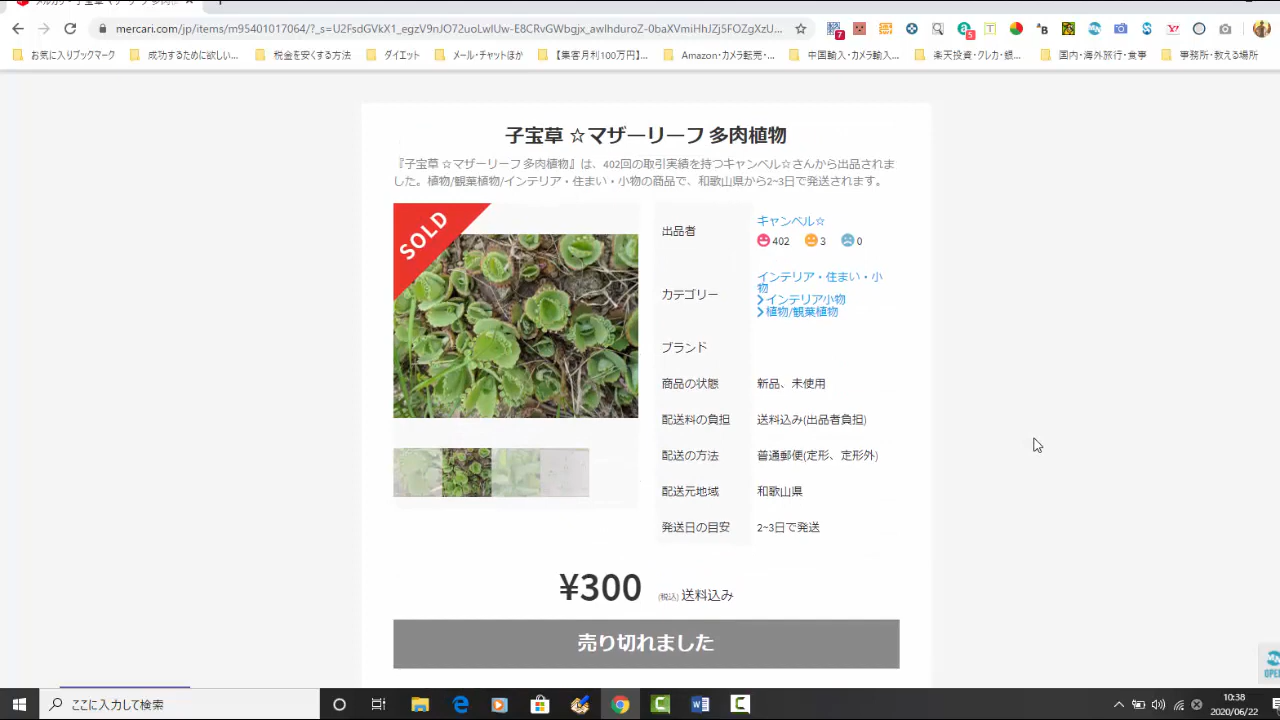 mercari.com/jp/items/m95401017064/?_s=U2FsdGVkX1
お気に入りブックマーク 成功するために欲しい... 税金を安くする方法 ダイエット メール・チャットほか 【集客月利100万円】... Amazon・カメラ転売・... 中国輸入・カメラ輸入... 楽天投資・クレカ・銀... 国内・海外旅行・食事 事務所・教える場所
子宝草 ☆マザーリーフ 多肉植物
『子宝草 ☆マザーリーフ 多肉植物』は、402回の取引実績を持つキャンベル☆さんから出品されま
した。植物/観葉植物/インテリア・住まい・小物の商品で、和歌山県から2~3日で発送されます。
SOLD
出品者 キャンベル☆
402 3 0
カテゴリー インテリア・住まい・小
物
インテリア小物
植物/観葉植物
ブランド
商品の状態 新品、未使用
配送料の負担 送料込み(出品者負担)
配送の方法 普通郵便(定形、定形外)
配送元地域 和歌山県
発送日の目安 2~3日で発送
¥300 (税込) 送料込み
売り切れました
OPE
ここに入力して検索
10:38
2020/06/22